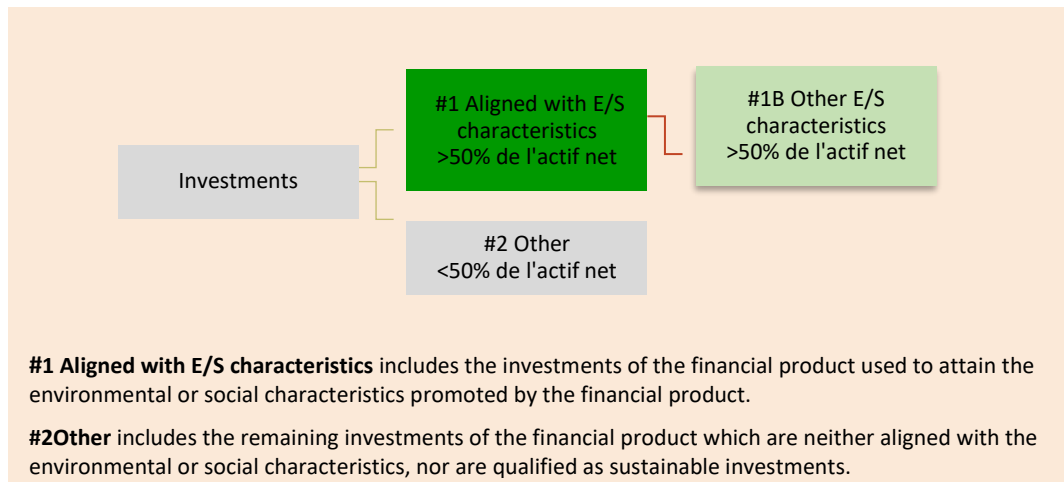 #1 Aligned with E/S
characteristics
>50% de l'actif net
#1B Other E/S
characteristics
>50% de l'actif net
Investments
#2 Other
<50% de l'actif net
#1 Aligned with E/S characteristics includes the investments of the financial product used to attain the
environmental or social characteristics promoted by the financial product.
#2Other includes the remaining investments of the financial product which are neither aligned with the
environmental or social characteristics, nor are qualified as sustainable investments.